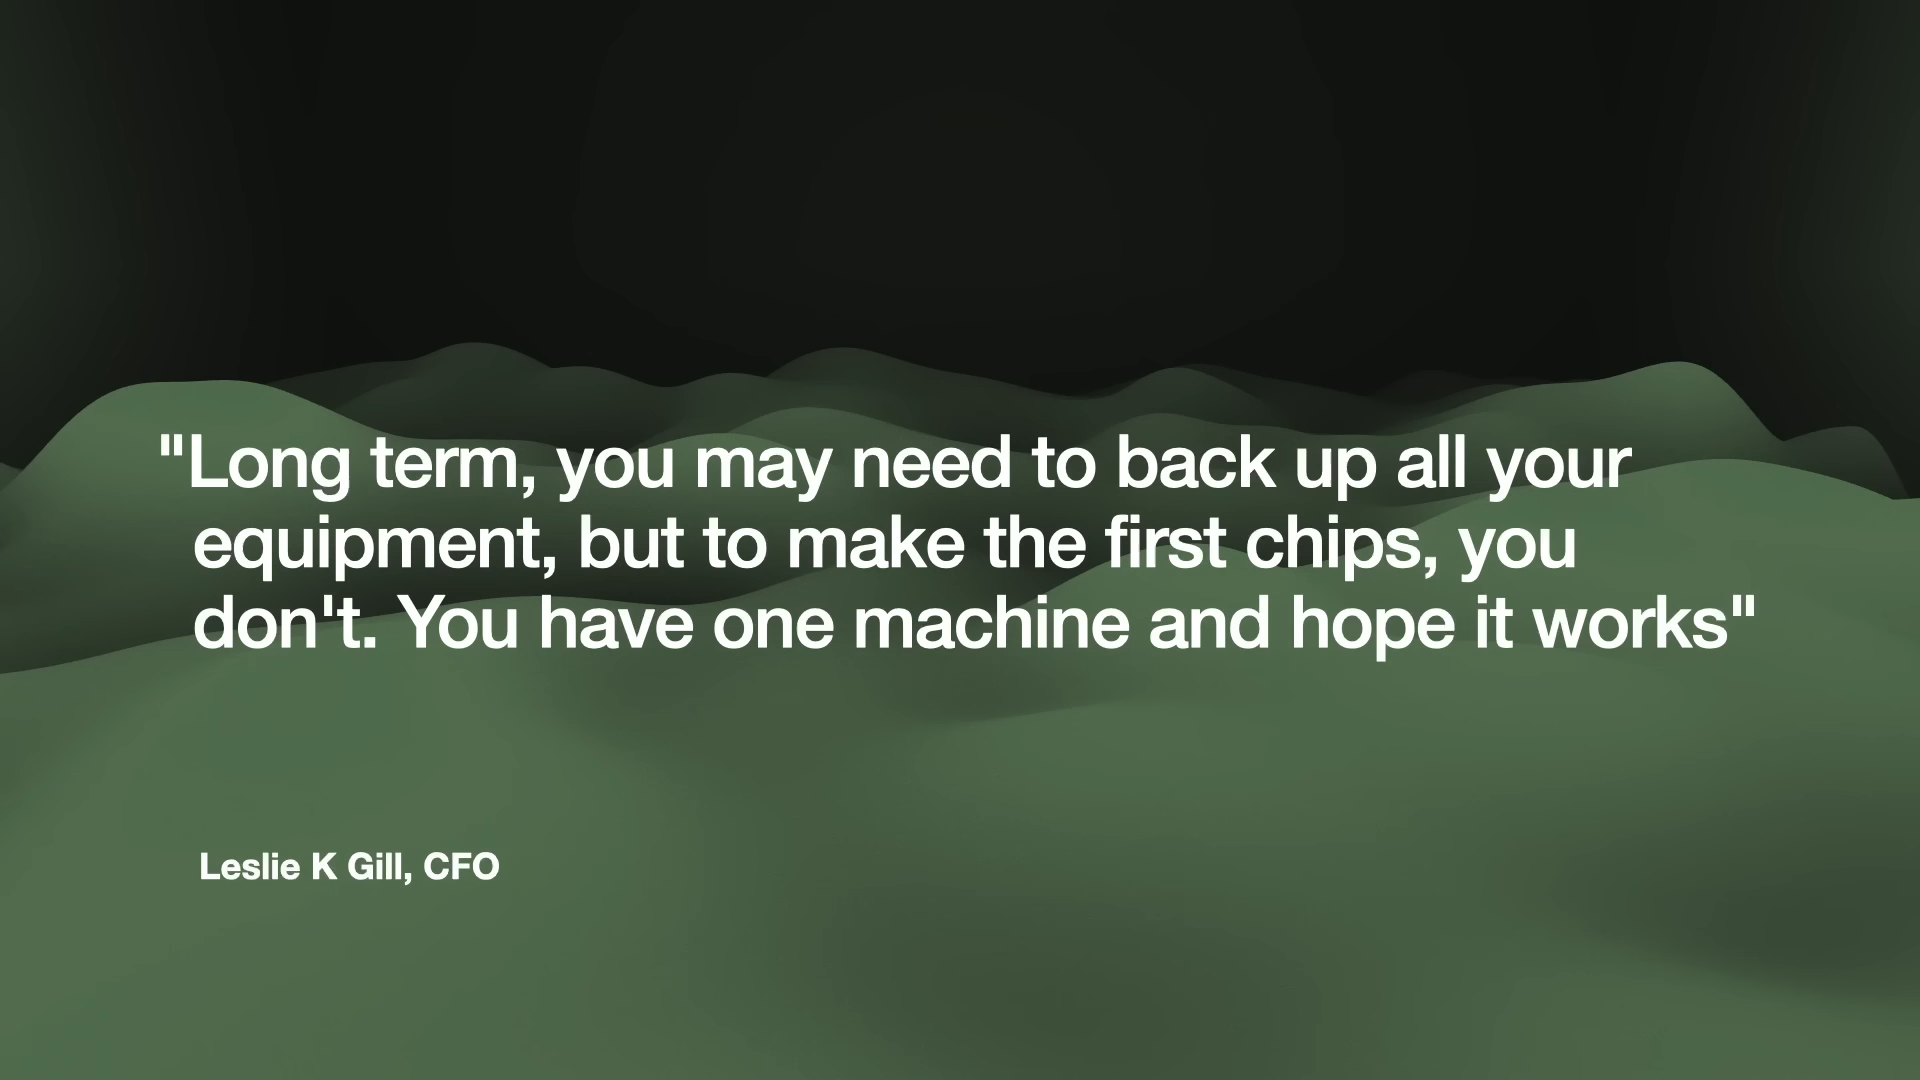 "Long term, you may need to back up all your
equipment, but to make the first chips, you
don't. You have one machine and hope it works"
Leslie K Gill, CFO